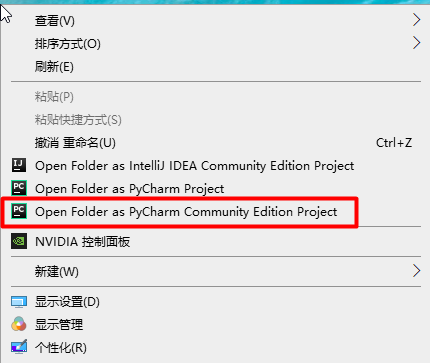 查看(V)
排序方式(O)
刷新(E)
粘贴(P)
粘贴快捷方式(S)
撤消 重命名(U) Ctrl+Z
IJ Open Folder as IntelliJ IDEA Community Edition Project
PC Open Folder as PyCharm Project
PC Open Folder as PyCharm Community Edition Project
NVIDIA 控制面板
新建(W)
显示设置(D)
显示管理
个性化(R)